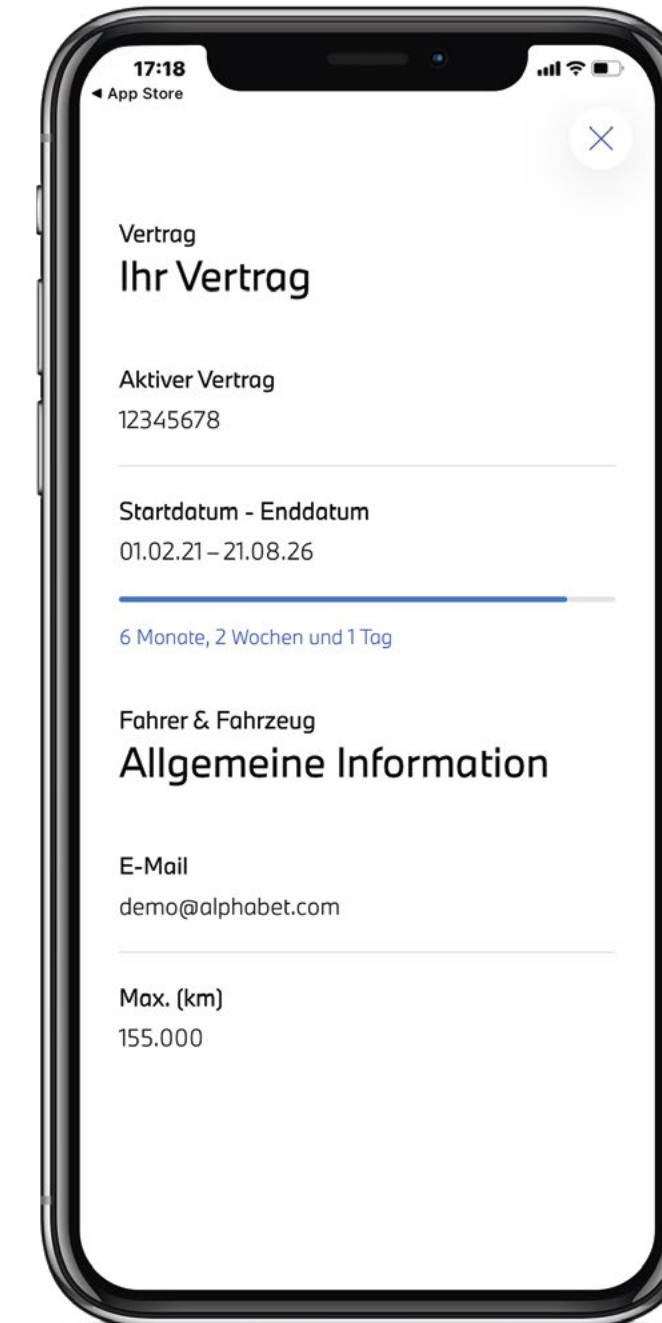 17:18
◀ App Store
Vertrag
Ihr Vertrag
Aktiver Vertrag
12345678
Startdatum - Enddatum
01.02.21 – 21.08.26
6 Monate, 2 Wochen und 1 Tag
Fahrer & Fahrzeug
Allgemeine Information
E-Mail
demo@alphabet.com
Max. (km)
155.000